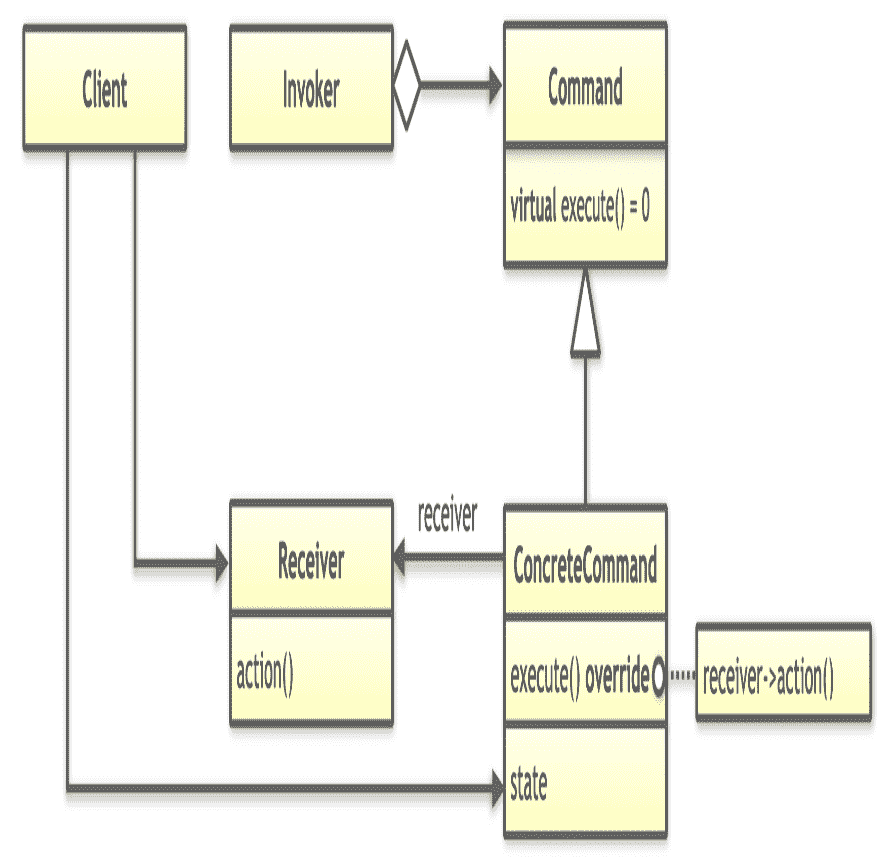 Client
Invoker
Command
virtual execute() = 0
receiver
Receiver
action()
ConcreteCommand
execute() override
receiver->action()
state